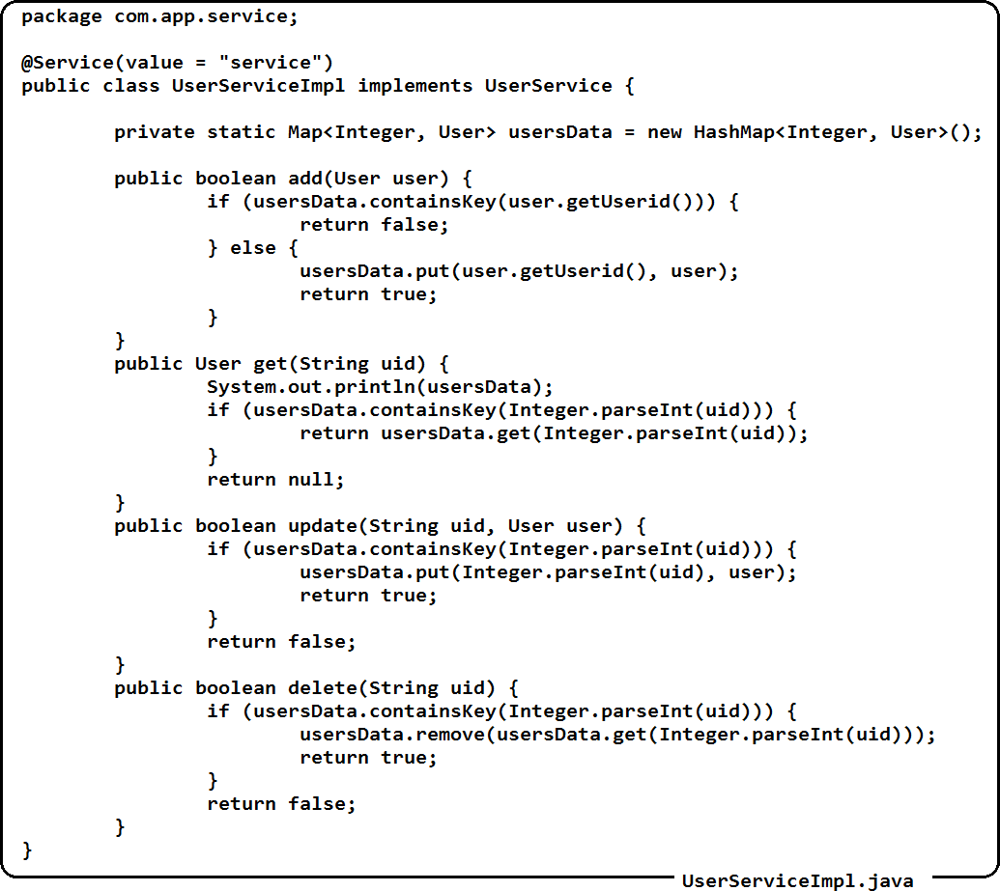 package com.app.service;
@Service(value = "service")
public class UserServiceImpl implements UserService {
private static Map<Integer, User> usersData = new HashMap<Integer, User>();
public boolean add(User user) {
if (usersData.containsKey(user.getUserid())) {
return false;
} else {
usersData.put(user.getUserid(), user);
return true;
}
}
public User get(String uid) {
System.out.println(usersData);
if (usersData.containsKey(Integer.parseInt(uid))) {
return usersData.get(Integer.parseInt(uid));
}
return null;
}
public boolean update(String uid, User user) {
if (usersData.containsKey(Integer.parseInt(uid))) {
usersData.put(Integer.parseInt(uid), user);
return true;
}
return false;
}
public boolean delete(String uid) {
if (usersData.containsKey(Integer.parseInt(uid))) {
usersData.remove(usersData.get(Integer.parseInt(uid)));
return true;
}
return false;
}
}
UserServiceImpl.java